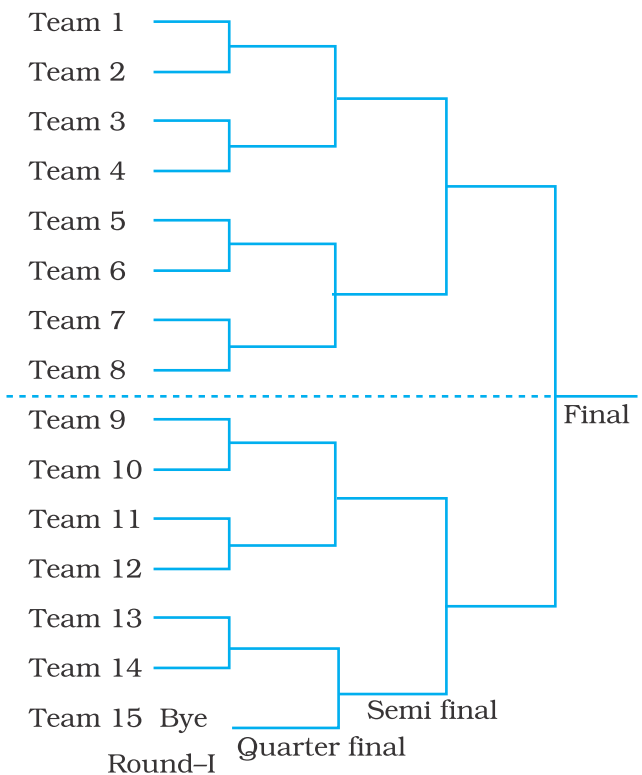 Team 1
Team 2
Team 3
Team 4
Team 5
Team 6
Team 7
Team 8
Final
Team 9
Team 10
Team 11
Team 12
Team 13
Team 14
Team 15 Bye
Semi final
Quarter final
Round–I